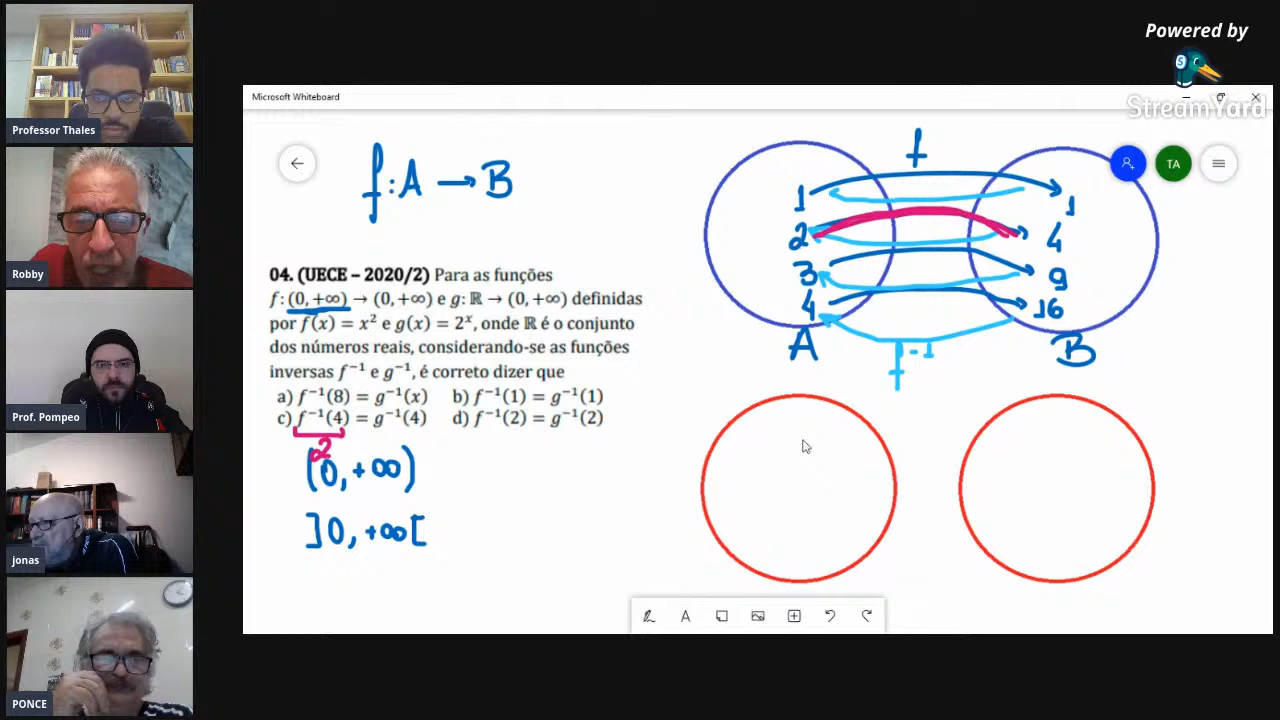 Powered by
StreamYard
Professor Thales
Robby
Prof. Pompeo
jonas
PONCE
Microsoft Whiteboard
TA
f: A → B
04. (UECE – 2020/2) Para as funções
f: (0, +∞) → (0, +∞) e g: ℝ → (0, +∞) definidas
por f(x) = x² e g(x) = 2ˣ, onde ℝ é o conjunto
dos números reais, considerando-se as funções
inversas f⁻¹ e g⁻¹, é correto dizer que
a) f⁻¹(8) = g⁻¹(x) b) f⁻¹(1) = g⁻¹(1)
c) f⁻¹(4) = g⁻¹(4) d) f⁻¹(2) = g⁻¹(2)
2
(0, +∞)
]0, +∞[
f
1 1
2 4
3 9
4 16
A B
f⁻¹
A